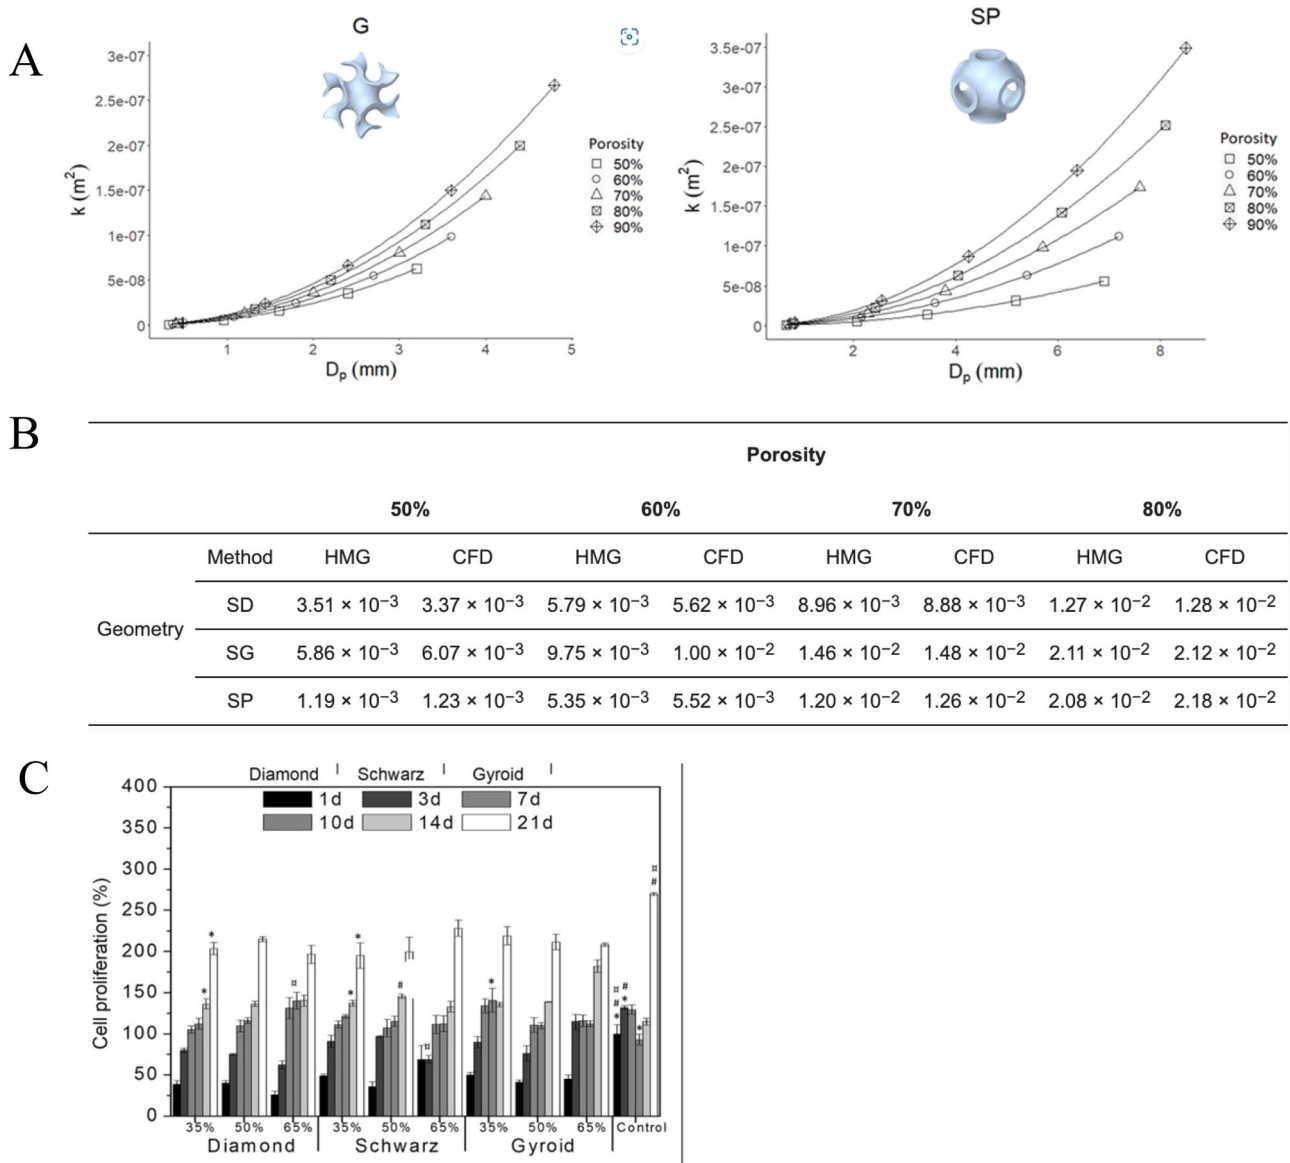 A
G
3e-07
2.5e-07
2e-07
1.5e-07
1e-07
5e-08
0
k (m²)
1 2 3 4 5
Dₚ (mm)
Porosity
50%
60%
70%
80%
90%
SP
3.5e-07
3e-07
2.5e-07
2e-07
1.5e-07
1e-07
5e-08
0
k (m²)
2 4 6 8
Dₚ (mm)
Porosity
50%
60%
70%
80%
90%
B
Porosity
50% 60% 70% 80%
Method HMG CFD HMG CFD HMG CFD HMG CFD
Geometry
SD 3.51 × 10⁻³ 3.37 × 10⁻³ 5.79 × 10⁻³ 5.62 × 10⁻³ 8.96 × 10⁻³ 8.88 × 10⁻³ 1.27 × 10⁻² 1.28 × 10⁻²
SG 5.86 × 10⁻³ 6.07 × 10⁻³ 9.75 × 10⁻³ 1.00 × 10⁻² 1.46 × 10⁻² 1.48 × 10⁻² 2.11 × 10⁻² 2.12 × 10⁻²
SP 1.19 × 10⁻³ 1.23 × 10⁻³ 5.35 × 10⁻³ 5.52 × 10⁻³ 1.20 × 10⁻² 1.26 × 10⁻² 2.08 × 10⁻² 2.18 × 10⁻²
C
Diamond Schwarz Gyroid
1d 3d 7d
10d 14d 21d
400
350
300
250
200
150
100
50
0
Cell proliferation (%)
* * ¤ * * # ¤ * ¤ # * # * * ¤ #
35% 50% 65% 35% 50% 65% 35% 50% 65% Control
Diamond Schwarz Gyroid